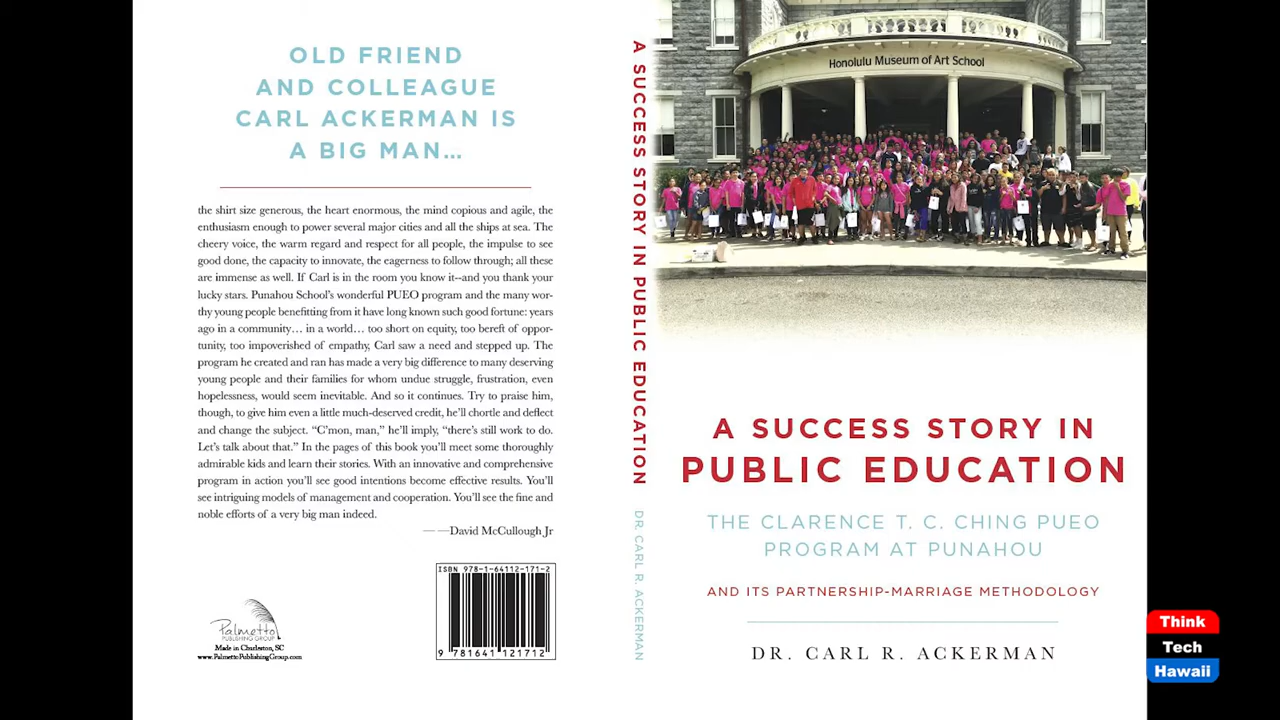 OLD FRIEND
AND COLLEAGUE
CARL ACKERMAN IS
A BIG MAN…
the shirt size generous, the heart enormous, the mind copious and agile, the
enthusiasm enough to power several major cities and all the ships at sea. The
cheery voice, the warm regard and respect for all people, the impulse to see
good done, the capacity to innovate, the eagerness to follow through; all these
are immense as well. If Carl is in the room you know it--and you thank your
lucky stars. Punahou School's wonderful PUEO program and the many wor-
thy young people benefitting from it have long known such good fortune: years
ago in a community… in a world… too short on equity, too bereft of oppor-
tunity, too impoverished of empathy, Carl saw a need and stepped up. The
program he created and ran has made a very big difference to many deserving
young people and their families for whom undue struggle, frustration, even
hopelessness, would seem inevitable. And so it continues. Try to praise him,
though, to give him even a little much-deserved credit, he'll chortle and deflect
and change the subject. "C'mon, man," he'll imply, "there's still work to do.
Let's talk about that." In the pages of this book you'll meet some thoroughly
admirable kids and learn their stories. With an innovative and comprehensive
program in action you'll see good intentions become effective results. You'll
see intriguing models of management and cooperation. You'll see the fine and
noble efforts of a very big man indeed.
— —David McCullough Jr
Palmetto
PUBLISHING GROUP
Made in Charleston, SC
www.PalmettoPublishingGroup.com
ISBN 978-1-64112-171-2
9 781641 121712
A SUCCESS STORY IN PUBLIC EDUCATION
DR. CARL R. ACKERMAN
Honolulu Museum of Art School
A SUCCESS STORY IN
PUBLIC EDUCATION
THE CLARENCE T. C. CHING PUEO
PROGRAM AT PUNAHOU
AND ITS PARTNERSHIP-MARRIAGE METHODOLOGY
DR. CARL R. ACKERMAN
Think
Tech
Hawaii